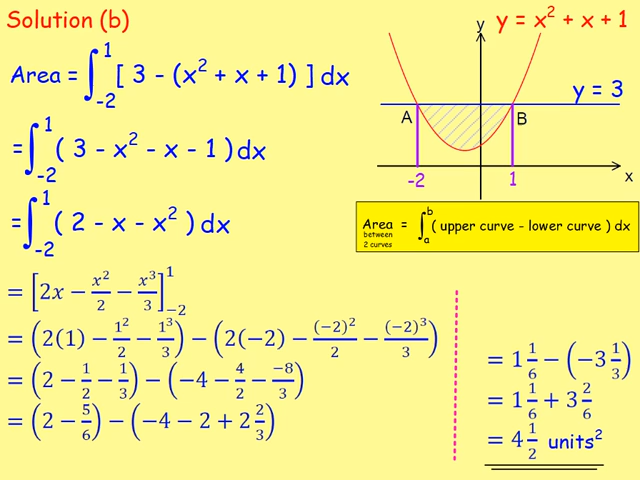 Solution (b)
y = x² + x + 1
Area = ∫₋₂¹ [ 3 - (x² + x + 1) ] dx
= ∫₋₂¹ ( 3 - x² - x - 1 ) dx
= ∫₋₂¹ ( 2 - x - x² ) dx
= [2x − x²/2 − x³/3]₋₂¹
= (2(1) − 1²/2 − 1³/3) − (2(−2) − (−2)²/2 − (−2)³/3)
= (2 − 1/2 − 1/3) − (−4 − 4/2 − −8/3)
= (2 − 5/6) − (−4 − 2 + 2 2/3)
y
y = 3
A
B
-2
1
x
Area between 2 curves = ∫ₐᵇ ( upper curve - lower curve ) dx
= 1 1/6 − (−3 1/3)
= 1 1/6 + 3 2/6
= 4 1/2 units²